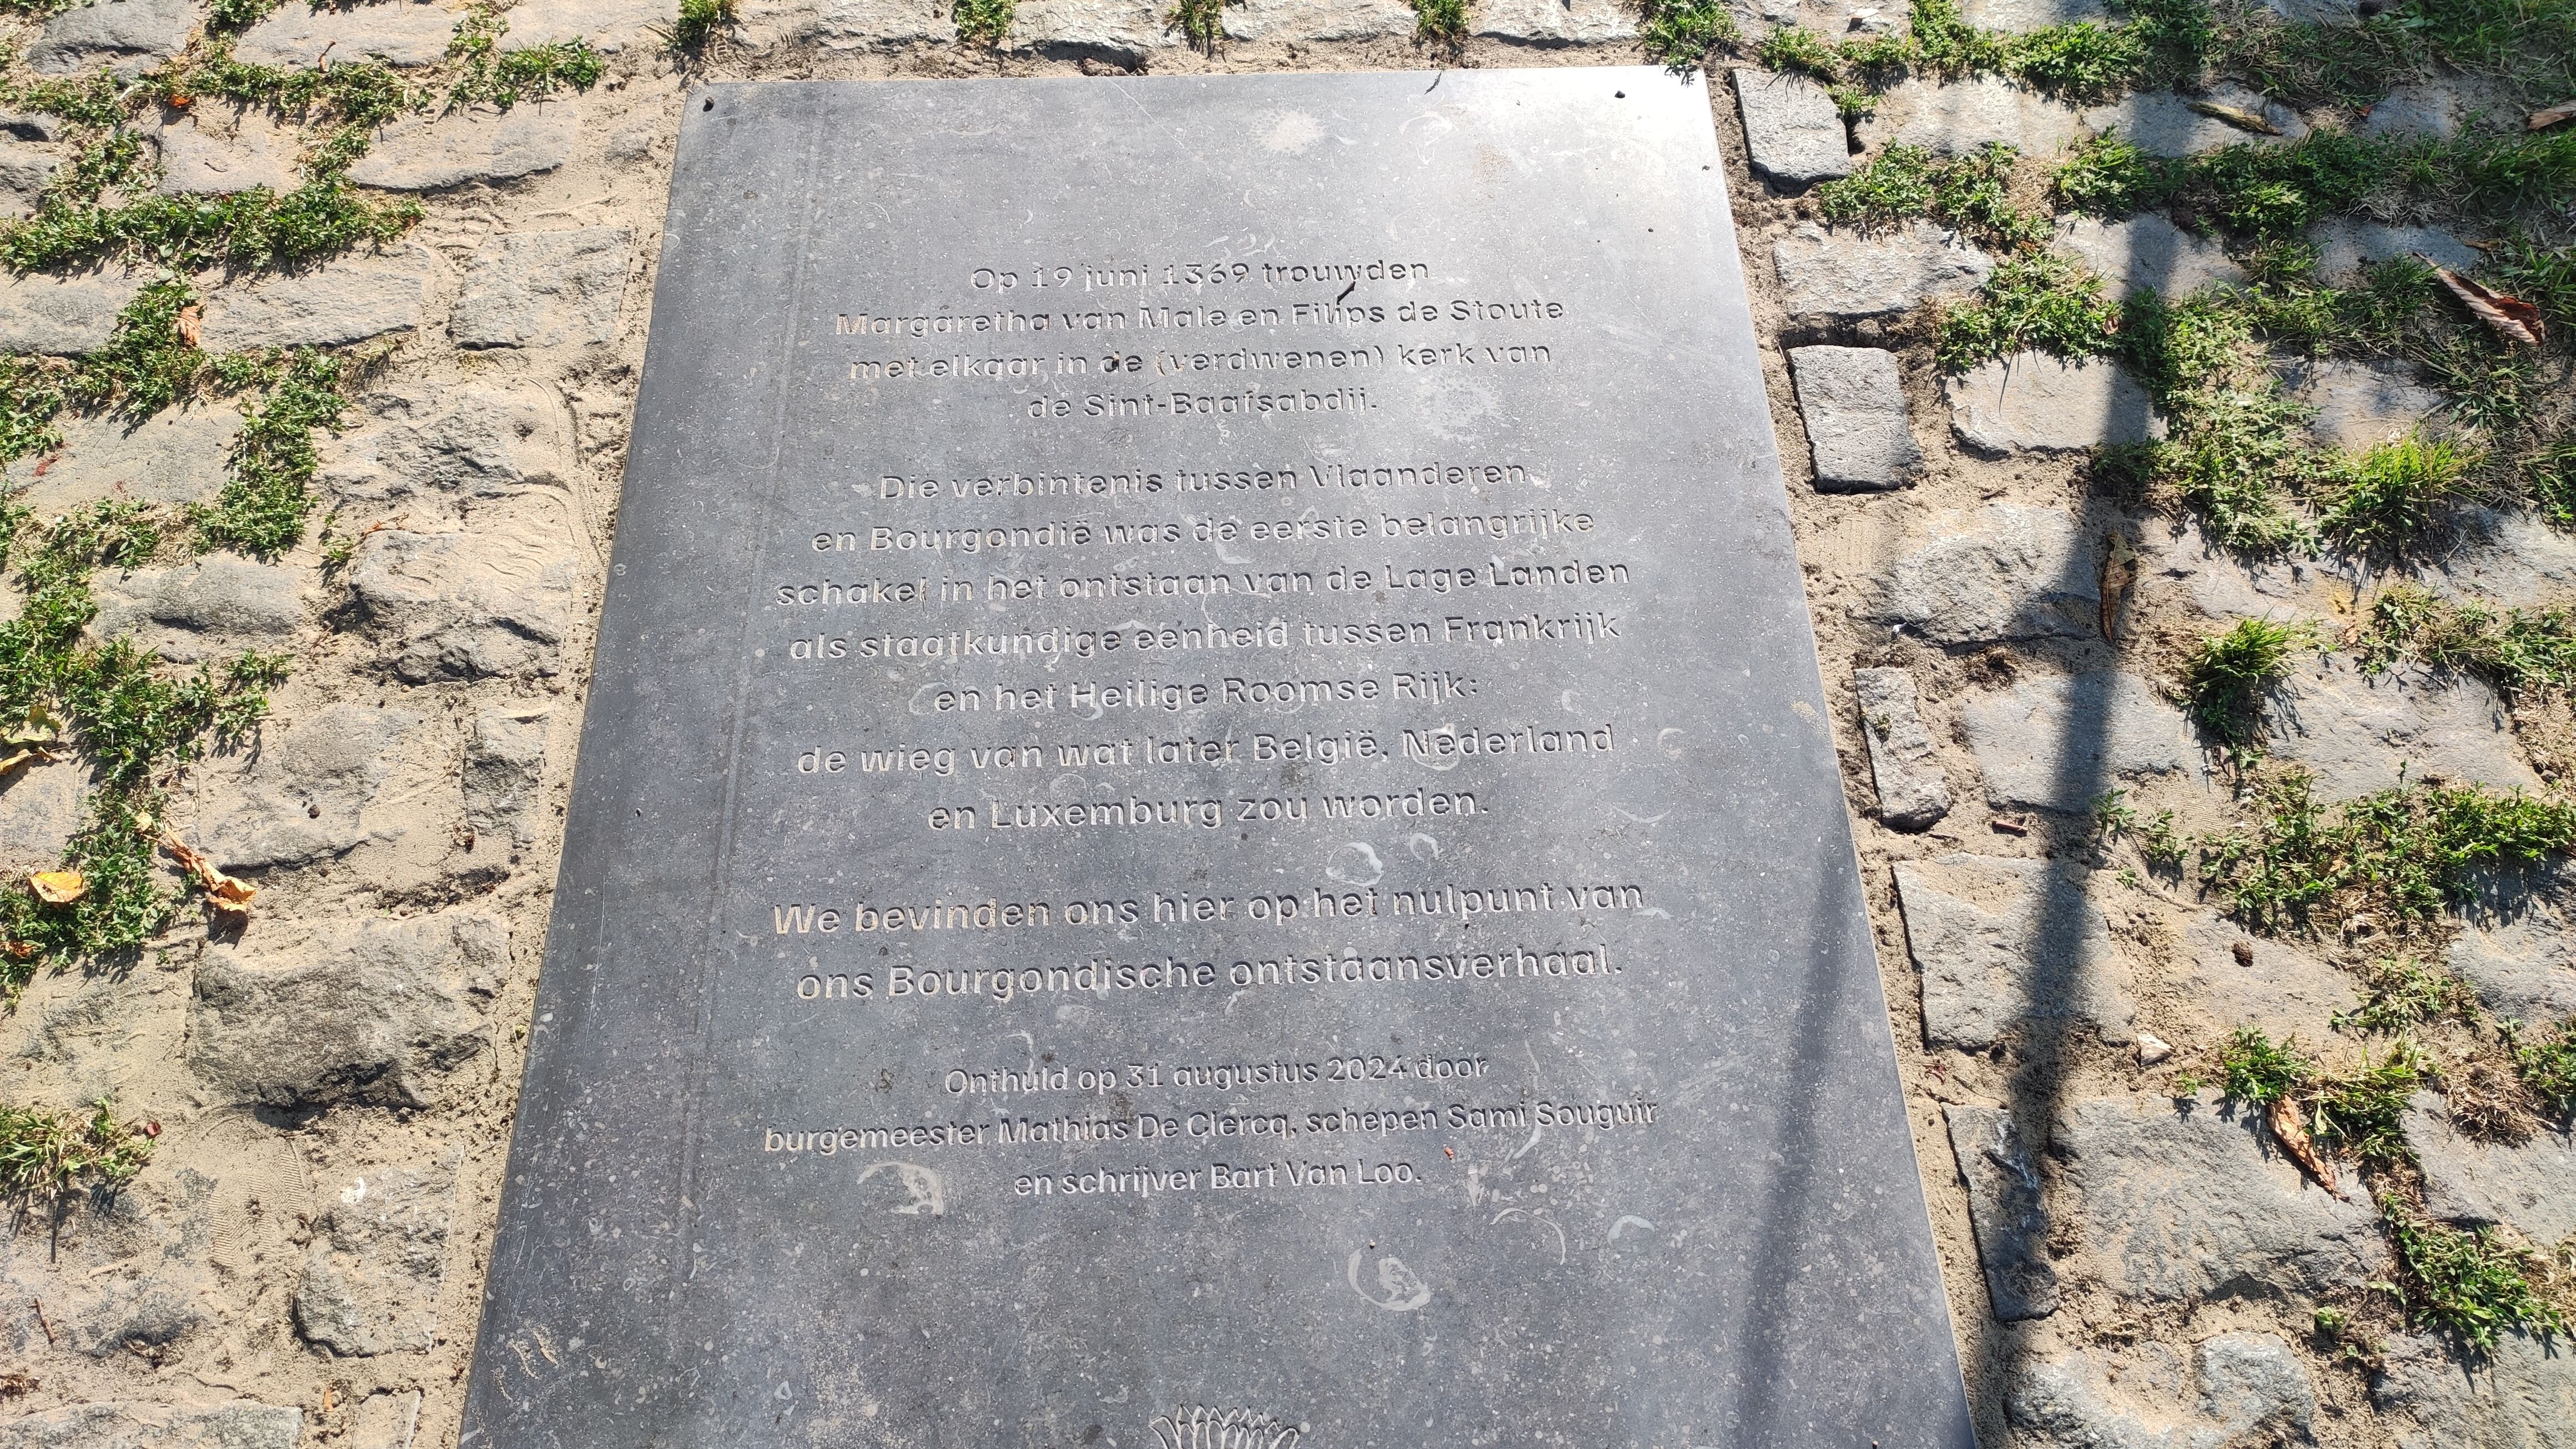 Op 19 juni 1369 trouwden
Margaretha van Male en Filips de Stoute
met elkaar in de (verdwenen) kerk van
de Sint-Baafsabdij.
Die verbintenis tussen Vlaanderen
en Bourgondië was de eerste belangrijke
schakel in het ontstaan van de Lage Landen
als staatkundige eenheid tussen Frankrijk
en het Heilige Roomse Rijk:
de wieg van wat later België, Nederland
en Luxemburg zou worden.
We bevinden ons hier op het nulpunt van
ons Bourgondische ontstaansverhaal.
Onthuld op 31 augustus 2024 door
burgemeester Mathias De Clercq, schepen Sami Souguir
en schrijver Bart Van Loo.